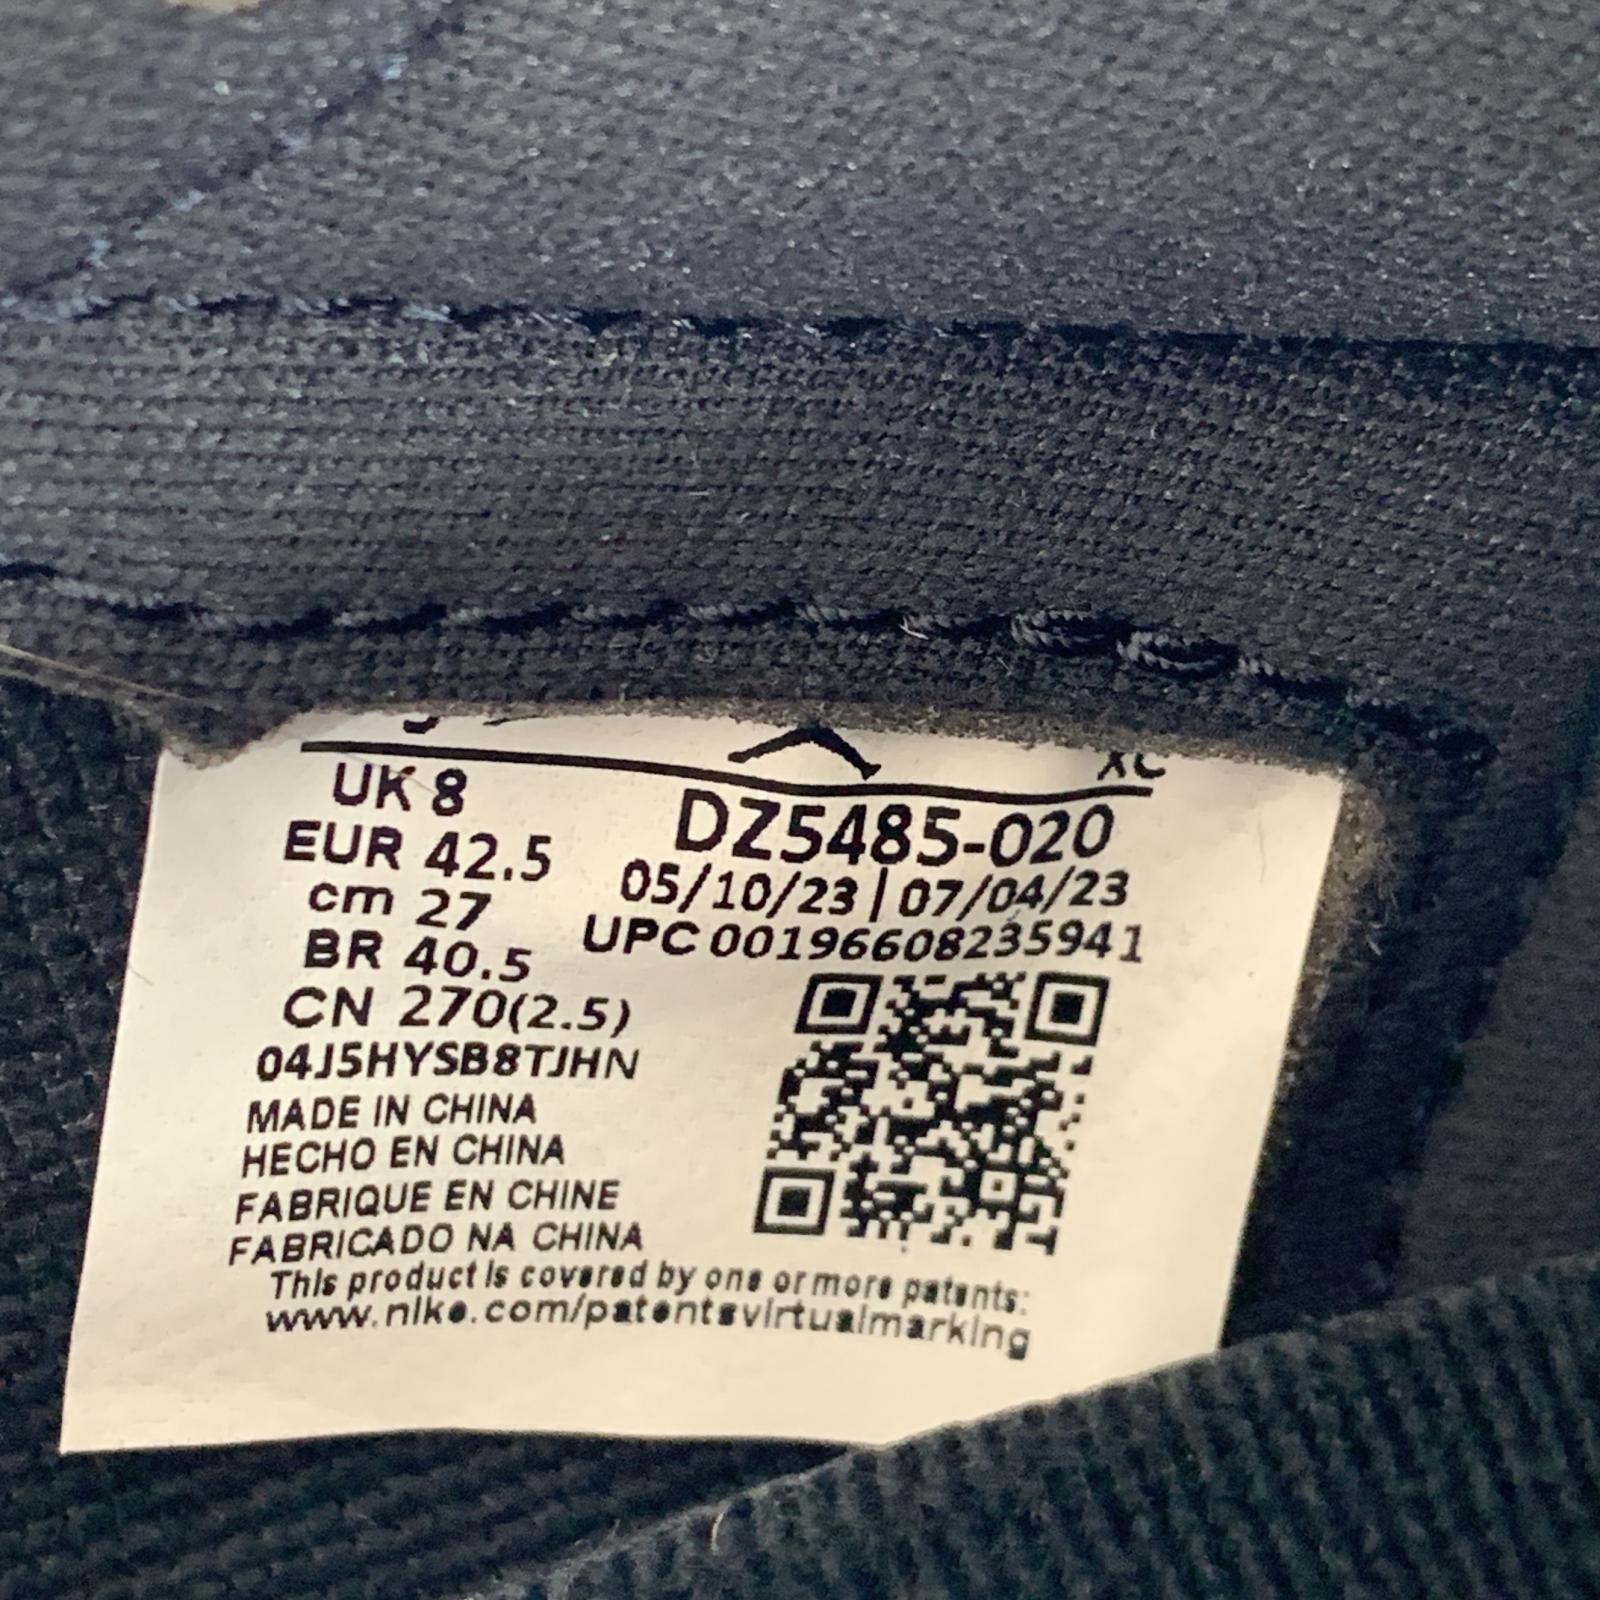 UK 8
EUR 42.5
cm 27
BR 40.5
CN 270(2.5)
04J5HYSB8TJHN
MADE IN CHINA
HECHO EN CHINA
FABRIQUE EN CHINE
FABRICADO NA CHINA
XC
DZ5485-020
05/10/23 | 07/04/23
UPC 00196608235941
This product is covered by one or more patents:
www.nike.com/patentsvirtualmarking